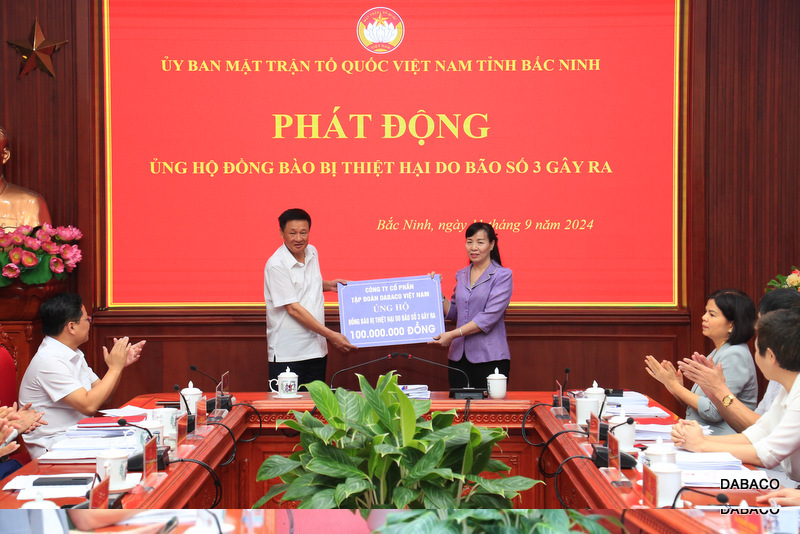 ỦY BAN MẶT TRẬN TỔ QUỐC VIỆT NAM TỈNH BẮC NINH
PHÁT ĐỘNG
ỦNG HỘ ĐỒNG BÀO BỊ THIỆT HẠI DO BÃO SỐ 3 GÂY RA
Bắc Ninh, ngày 11 tháng 9 năm 2024
CÔNG TY CỔ PHẦN
TẬP ĐOÀN DABACO VIỆT NAM
ỦNG HỘ
ĐỒNG BÀO BỊ THIỆT HẠI DO BÃO SỐ 3 GÂY RA
100.000.000 ĐỒNG
DABACO
DABACO